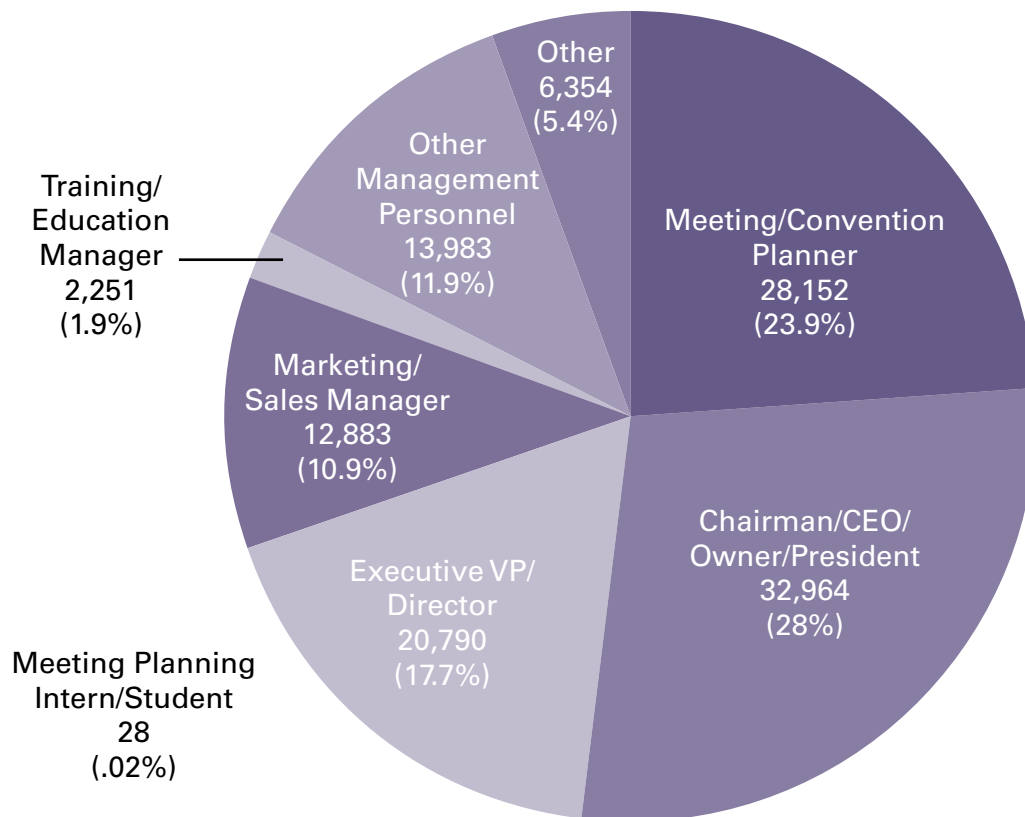 Other
6,354
(5.4%)
Other
Management
Personnel
13,983
(11.9%)
Training/
Education
Manager
2,251
(1.9%)
Meeting/Convention
Planner
28,152
(23.9%)
Marketing/
Sales Manager
12,883
(10.9%)
Chairman/CEO/
Owner/President
32,964
(28%)
Executive VP/
Director
20,790
(17.7%)
Meeting Planning
Intern/Student
28
(.02%)